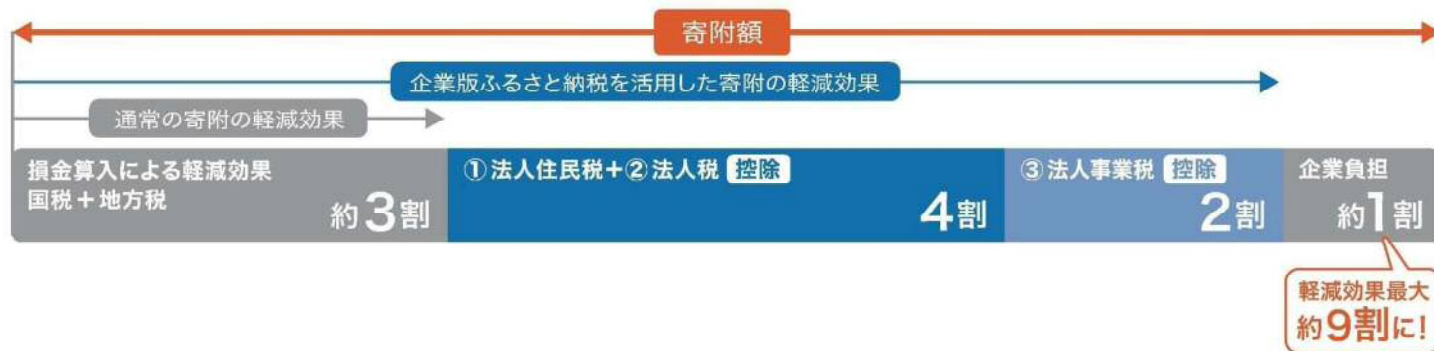 寄附額
企業版ふるさと納税を活用した寄附の軽減効果
通常の寄附の軽減効果
損金算入による軽減効果
国税+地方税
約3割
①法人住民税+②法人税 控除
4割
③法人事業税 控除
2割
企業負担
約1割
軽減効果最大
約9割に!